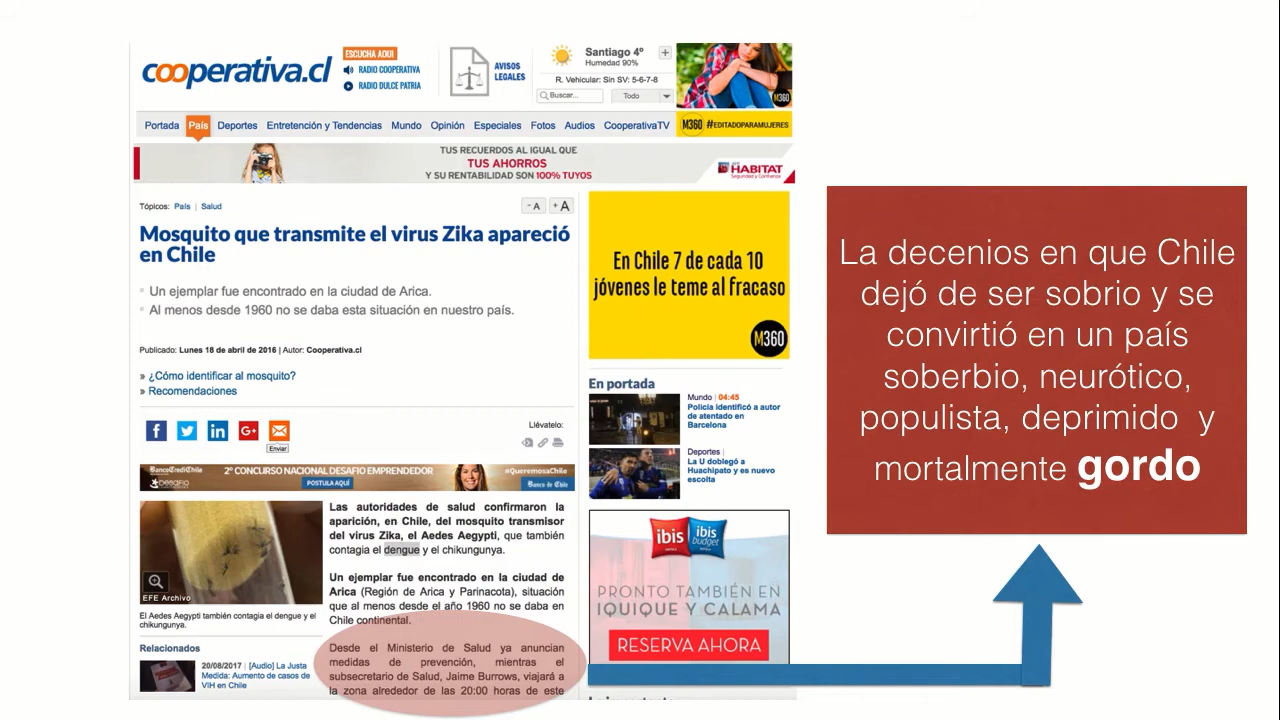 cooperativa.cl
ESCUCHA AQUI
RADIO COOPERATIVA
RADIO DULCE PATRIA
AVISOS
LEGALES
Santiago 4º
Humedad 90%
R. Vehicular: Sin SV: 5-6-7-8
Buscar...
Todo
M360
Portada País Deportes Entretención y Tendencias Mundo Opinión Especiales Fotos Audios CooperativaTV
M360 #EDITADOPARAMUJERES
TUS RECUERDOS AL IGUAL QUE
TUS AHORROS
Y SU RENTABILIDAD SON 100% TUYOS
HABITAT
Seguridad y Confianza
Tópicos: País | Salud
- A + A
Mosquito que transmite el virus Zika apareció
en Chile
Un ejemplar fue encontrado en la ciudad de Arica.
Al menos desde 1960 no se daba esta situación en nuestro país.
Publicado: Lunes 18 de abril de 2016 | Autor: Cooperativa.cl
» ¿Cómo identificar al mosquito?
» Recomendaciones
Enviar
Llévatelo:
BancoCrediChile
DESAFIO
2º CONCURSO NACIONAL DESAFIO EMPRENDEDOR
POSTULA AQUÍ
#QueremosaChile
Banco de Chile
EFE Archivo
El Aedes Aegypti también contagia el dengue y el
chikungunya.
Relacionados
20/08/2017 | [Audio] La Justa
Medida: Aumento de casos de
VIH en Chile
Las autoridades de salud confirmaron la
aparición, en Chile, del mosquito transmisor
del virus Zika, el Aedes Aegypti, que también
contagia el dengue y el chikungunya.
Un ejemplar fue encontrado en la ciudad de
Arica (Región de Arica y Parinacota), situación
que al menos desde el año 1960 no se daba en
Chile continental.
Desde el Ministerio de Salud ya anuncian
medidas de prevención, mientras el
subsecretario de Salud, Jaime Burrows, viajará a
la zona alrededor de las 20:00 horas de este
En Chile 7 de cada 10
jóvenes le teme al fracaso
M360
En portada
Mundo | 04:45
Policía identificó a autor
de atentado en
Barcelona
Deportes |
La U doblegó a
Huachipato y es nuevo
escolta
ibis
HOTELS
ibis
budget
PRONTO TAMBIÉN EN
IQUIQUE Y CALAMA
RESERVA AHORA
La decenios en que Chile
dejó de ser sobrio y se
convirtió en un país
soberbio, neurótico,
populista, deprimido y
mortalmente gordo